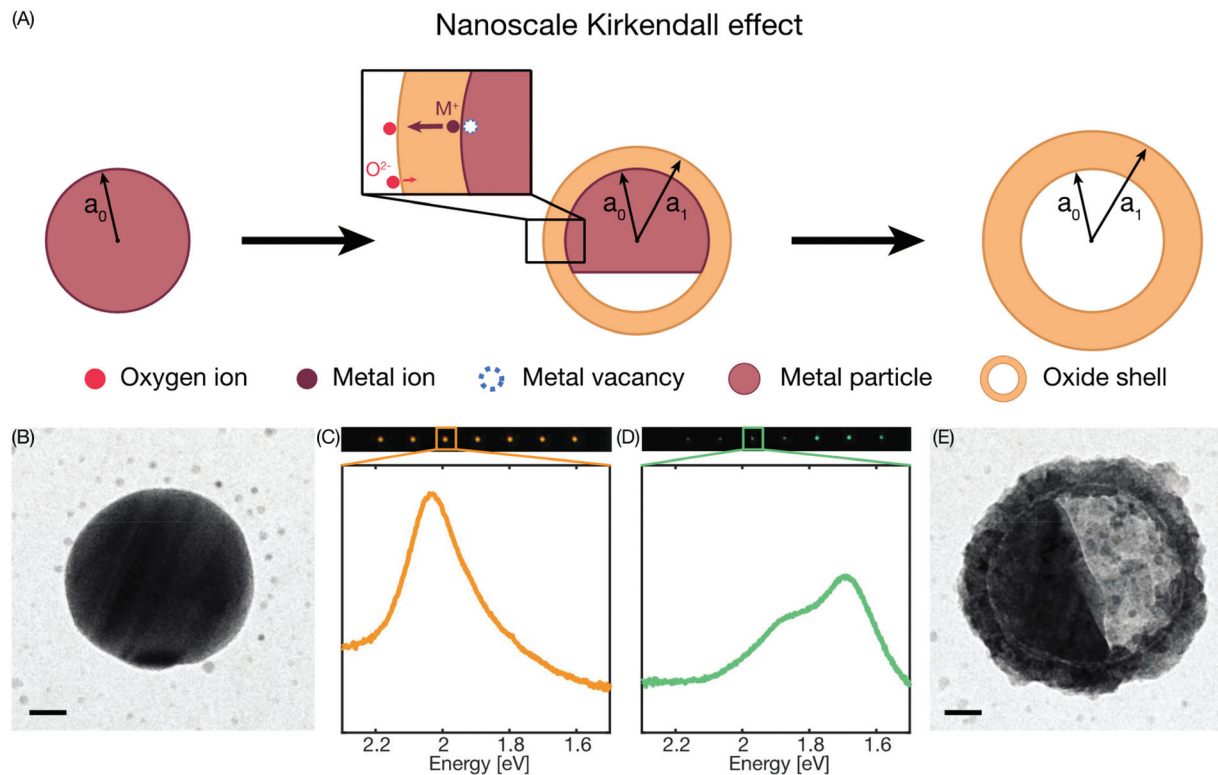 (A)
Nanoscale Kirkendall effect
M⁺
O²⁻
a₀
a₀
a₁
a₀
a₁
Oxygen ion
Metal ion
Metal vacancy
Metal particle
Oxide shell
(B)
(C)
(D)
(E)
2.2
2
1.8
1.6
Energy [eV]
2.2
2
1.8
1.6
Energy [eV]